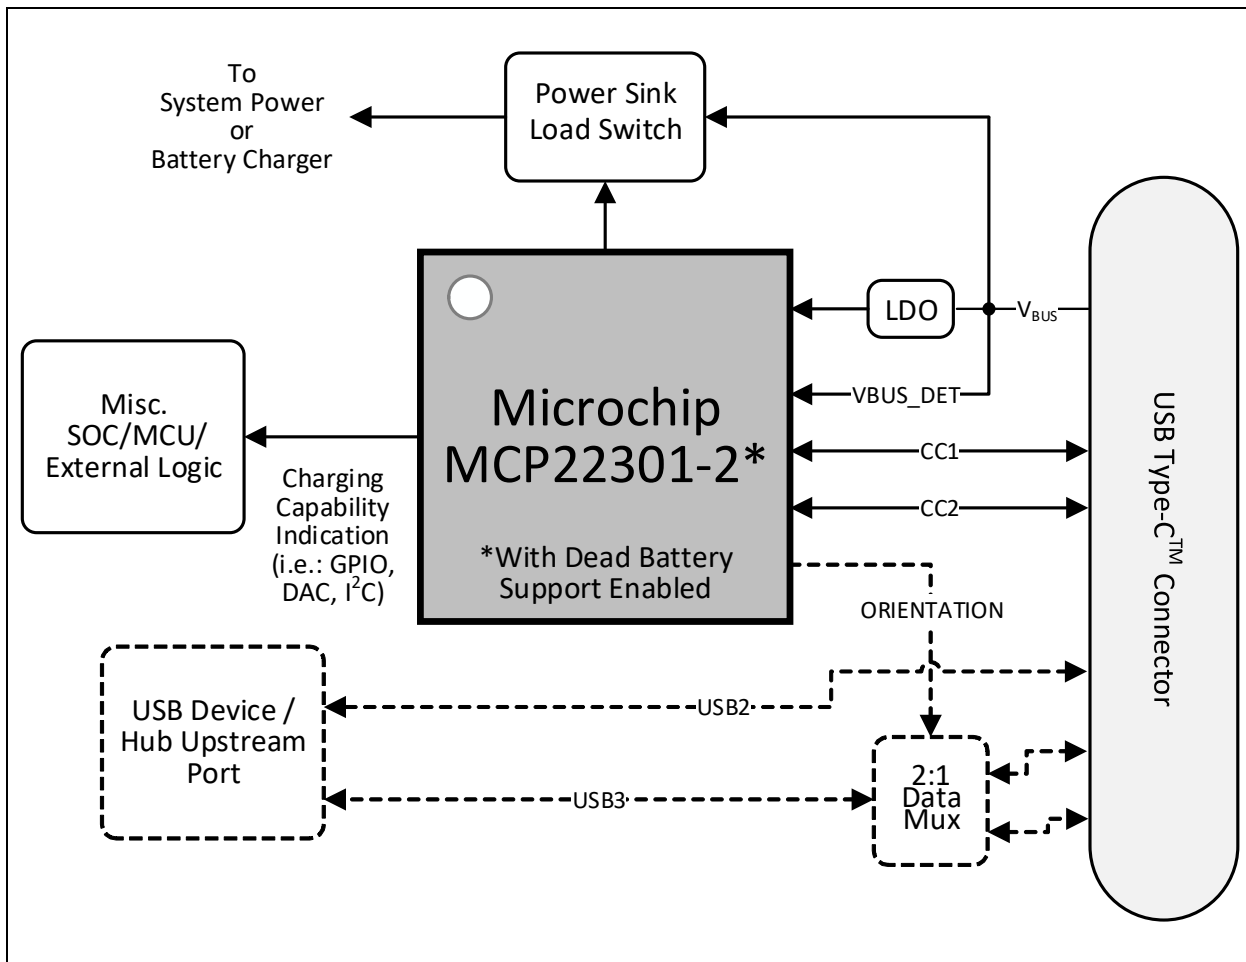 To
System Power
or
Battery Charger
Power Sink
Load Switch
LDO
V_BUS
VBUS_DET
CC1
CC2
Misc.
SOC/MCU/
External Logic
Charging
Capability
Indication
(i.e.: GPIO,
DAC, I²C)
Microchip
MCP22301-2*
*With Dead Battery
Support Enabled
ORIENTATION
USB Type-C™ Connector
USB Device /
Hub Upstream
Port
USB2
USB3
2:1
Data
Mux